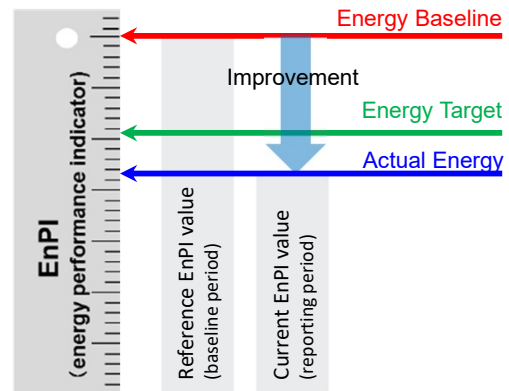 Energy Baseline
Improvement
Energy Target
Actual Energy
EnPI
(energy performance indicator)
Reference EnPI value
(baseline period)
Current EnPI value
(reporting period)